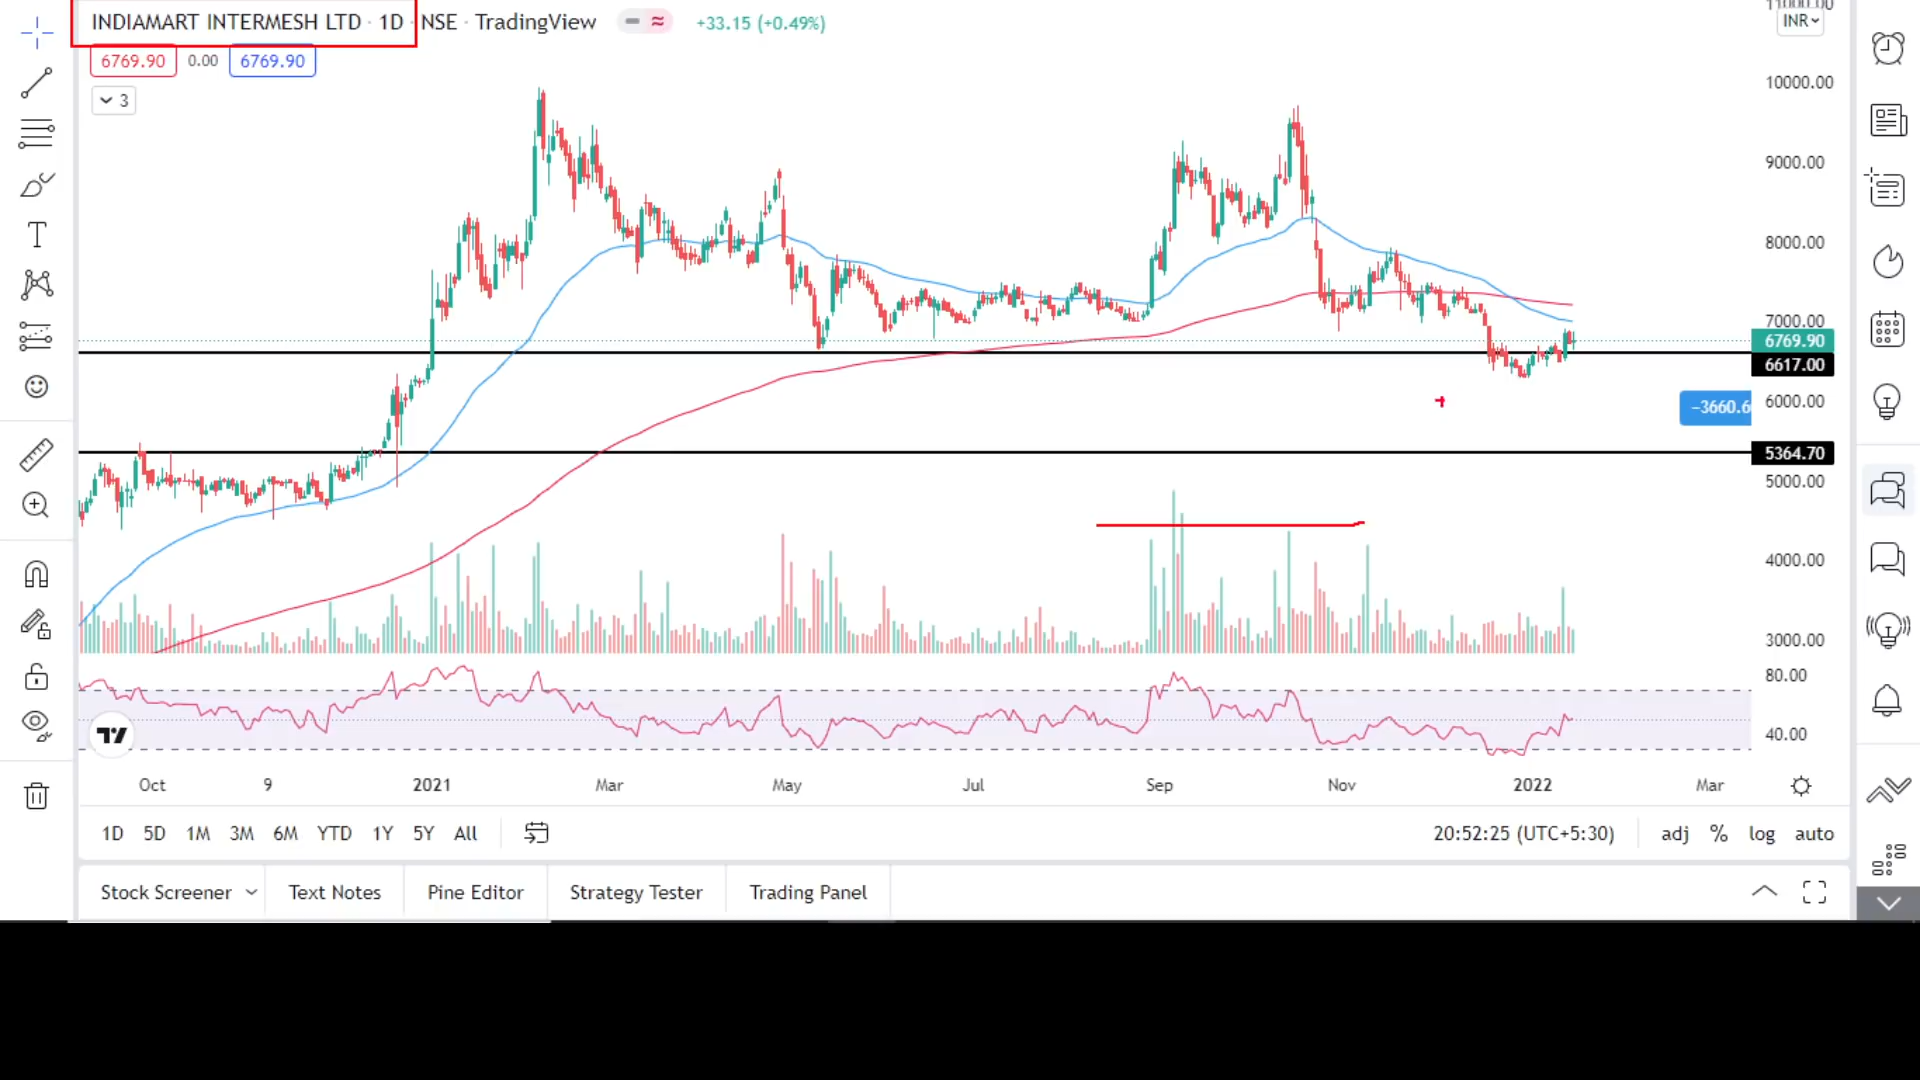 INDIAMART INTERMESH LTD · 1D · NSE · TradingView +33.15 (+0.49%)
6769.90 0.00 6769.90
3
11000.00
INR
10000.00
9000.00
8000.00
7000.00
6769.90
6617.00
6000.00
−3660.6
5364.70
5000.00
4000.00
3000.00
80.00
40.00
Oct 9 2021 Mar May Jul Sep Nov 2022 Mar
1D 5D 1M 3M 6M YTD 1Y 5Y All 20:52:25 (UTC+5:30) adj % log auto
Stock Screener Text Notes Pine Editor Strategy Tester Trading Panel